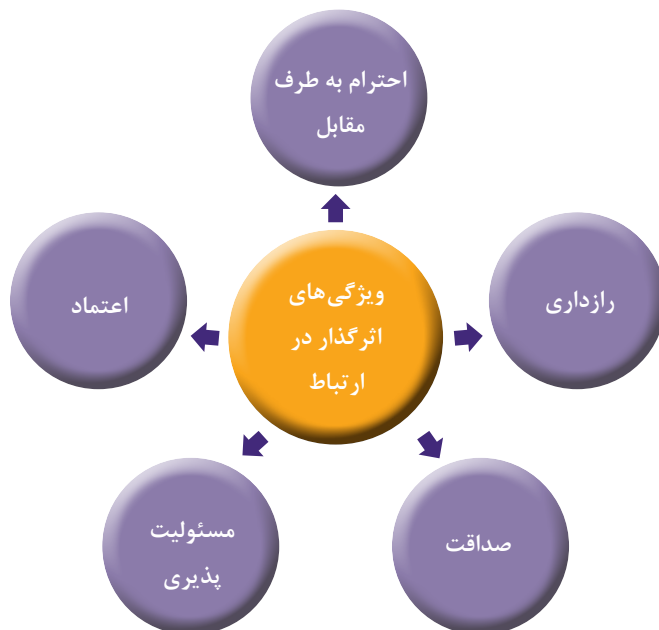 احترام به طرف
مقابل
رازداری
صداقت
مسئولیت
پذیری
اعتماد
ویژگی‌های
اثرگذار در
ارتباط